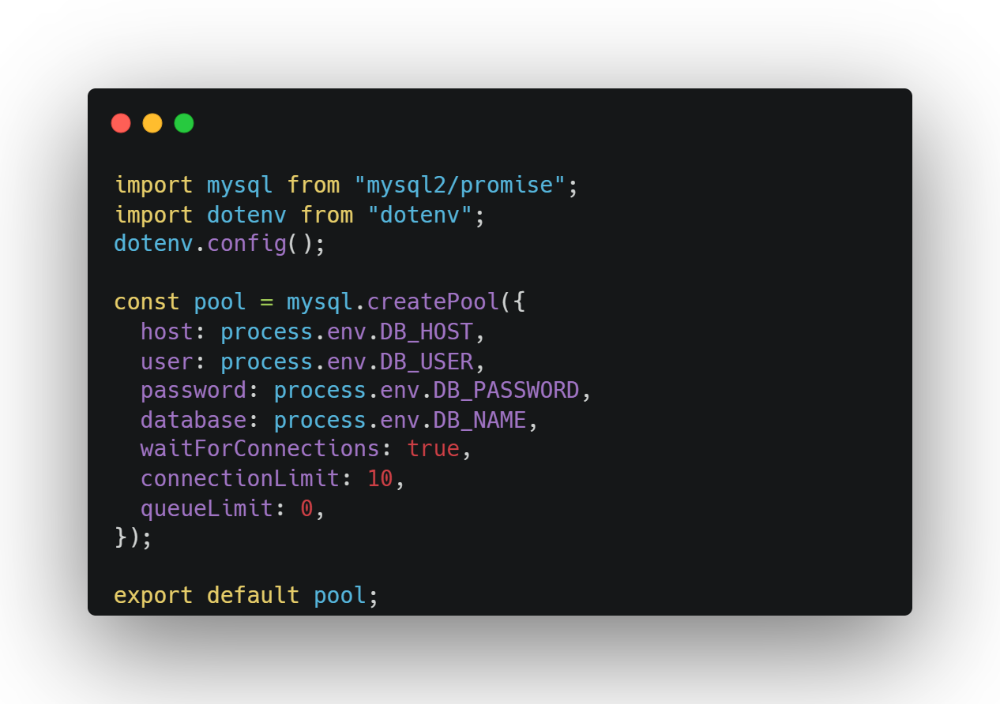 import mysql from "mysql2/promise";
import dotenv from "dotenv";
dotenv.config();

const pool = mysql.createPool({
  host: process.env.DB_HOST,
  user: process.env.DB_USER,
  password: process.env.DB_PASSWORD,
  database: process.env.DB_NAME,
  waitForConnections: true,
  connectionLimit: 10,
  queueLimit: 0,
});

export default pool;